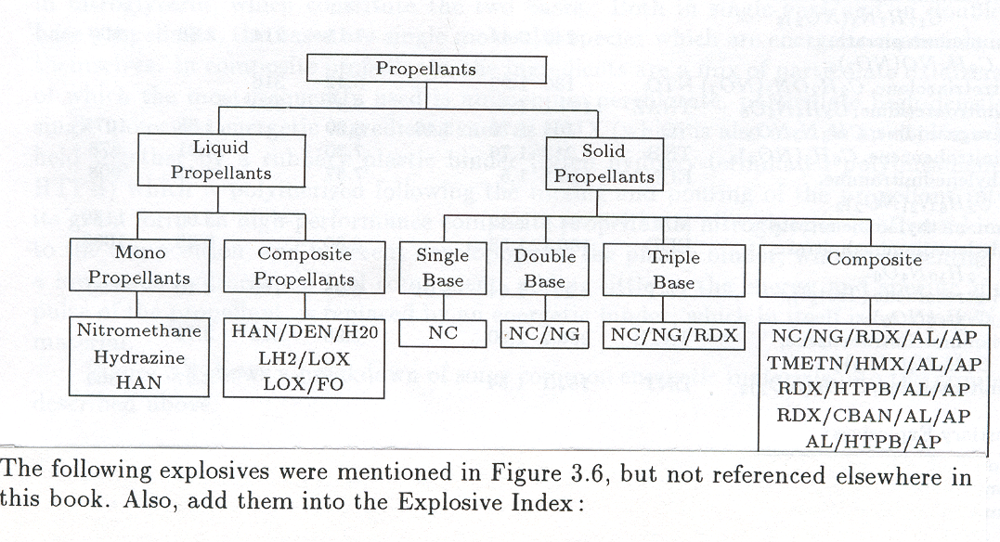 Propellants
Liquid
Propellants
Solid
Propellants
Mono
Propellants
Composite
Propellants
Single
Base
Double
Base
Triple
Base
Composite
Nitromethane
Hydrazine
HAN
HAN/DEN/H20
LH2/LOX
LOX/FO
NC
NC/NG
NC/NG/RDX
NC/NG/RDX/AL/AP
TMETN/HMX/AL/AP
RDX/HTPB/AL/AP
RDX/CBAN/AL/AP
AL/HTPB/AP
The following explosives were mentioned in Figure 3.6, but not referenced elsewhere in
this book. Also, add them into the Explosive Index :